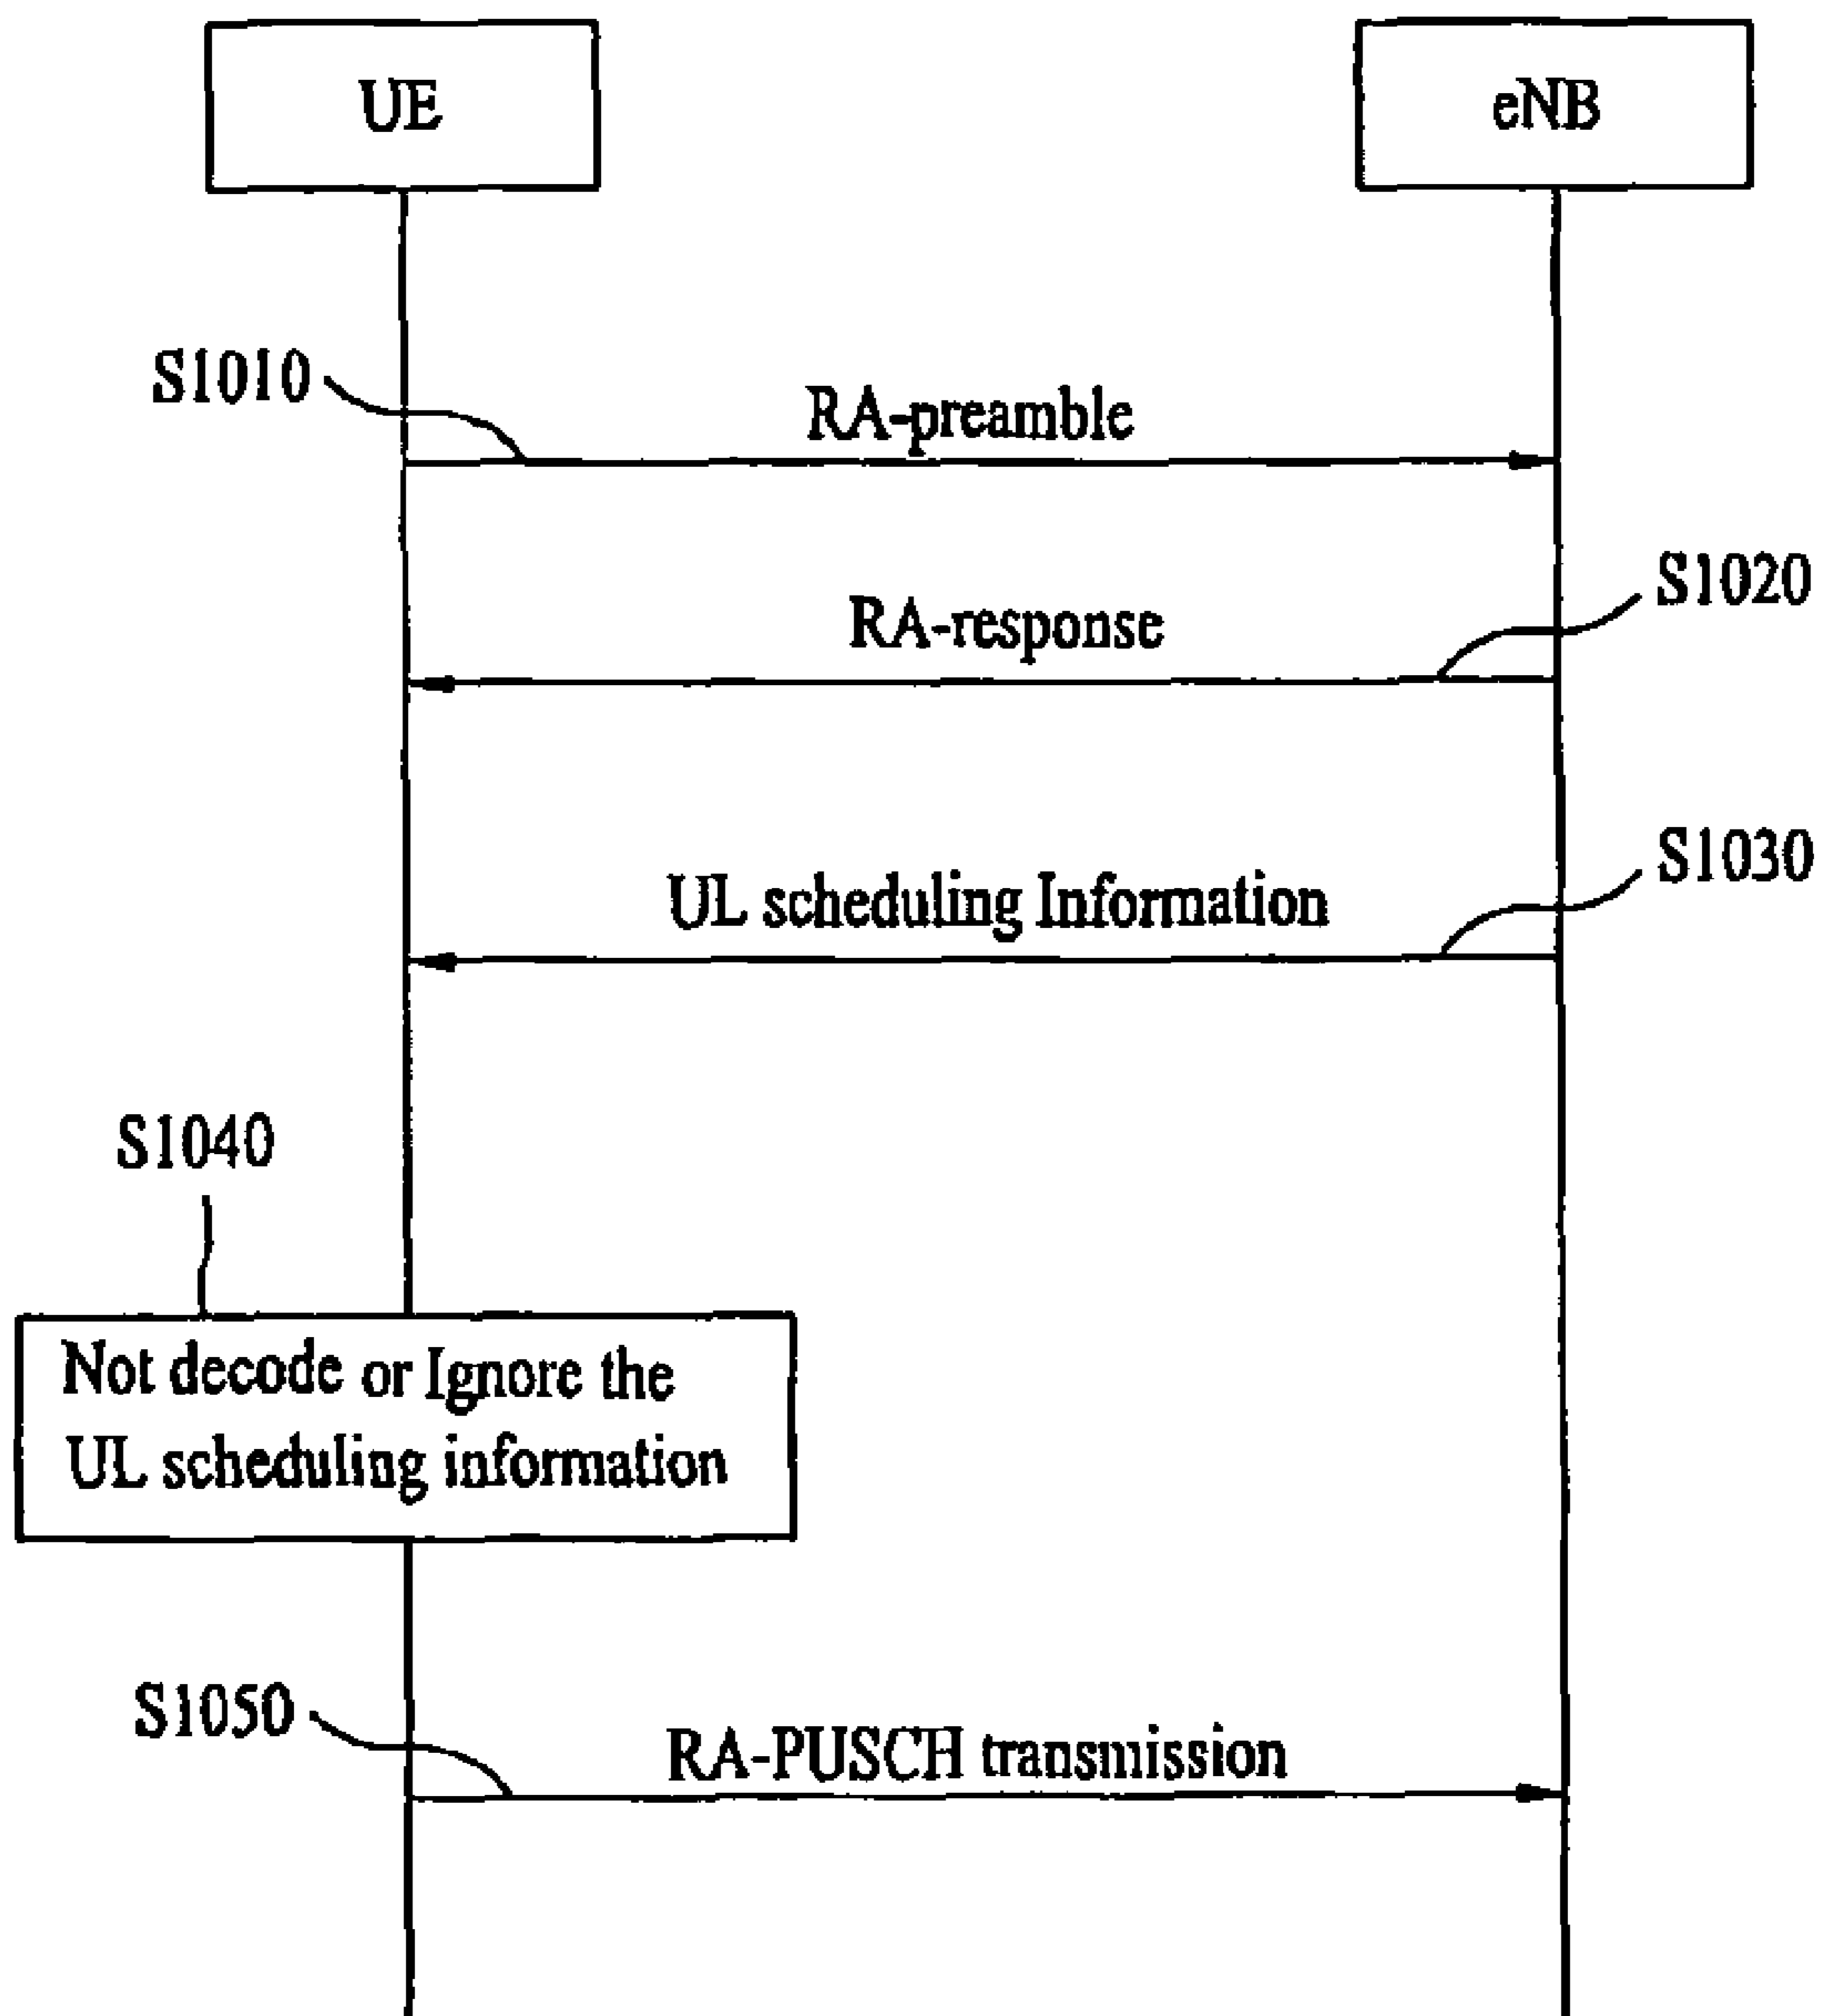 UE
eNB
S1010
RA-preamble
S1020
RA-response
S1030
UL scheduling Information
S1040
Not decode or Ignore the
UL scheduling information
S1050
RA-PUSCH transmission